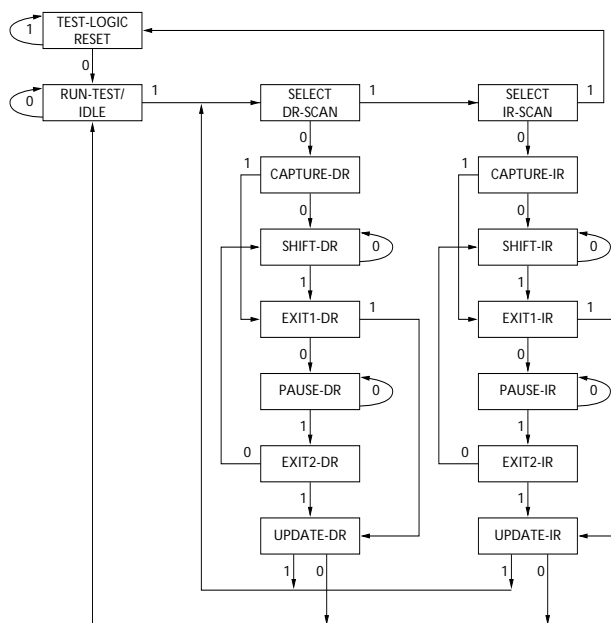 1
TEST-LOGIC
RESET
0
0
RUN-TEST/
IDLE
1
SELECT
DR-SCAN
1
SELECT
IR-SCAN
1
0
0
1
CAPTURE-DR
1
CAPTURE-IR
0
0
SHIFT-DR
0
SHIFT-IR
0
1
1
EXIT1-DR
1
EXIT1-IR
1
0
0
PAUSE-DR
0
PAUSE-IR
0
1
1
0
EXIT2-DR
0
EXIT2-IR
1
1
UPDATE-DR
UPDATE-IR
1
0
1
0